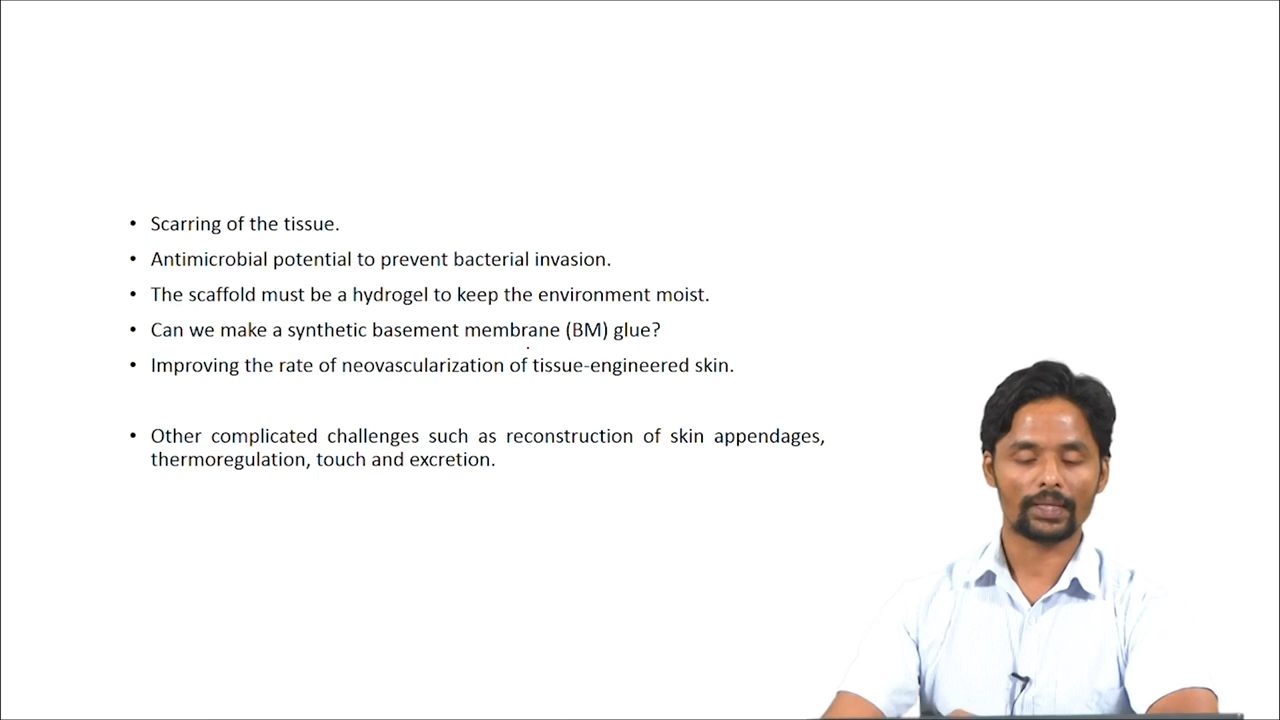 • Scarring of the tissue.
• Antimicrobial potential to prevent bacterial invasion.
• The scaffold must be a hydrogel to keep the environment moist.
• Can we make a synthetic basement membrane (BM) glue?
• Improving the rate of neovascularization of tissue-engineered skin.
• Other complicated challenges such as reconstruction of skin appendages,
thermoregulation, touch and excretion.